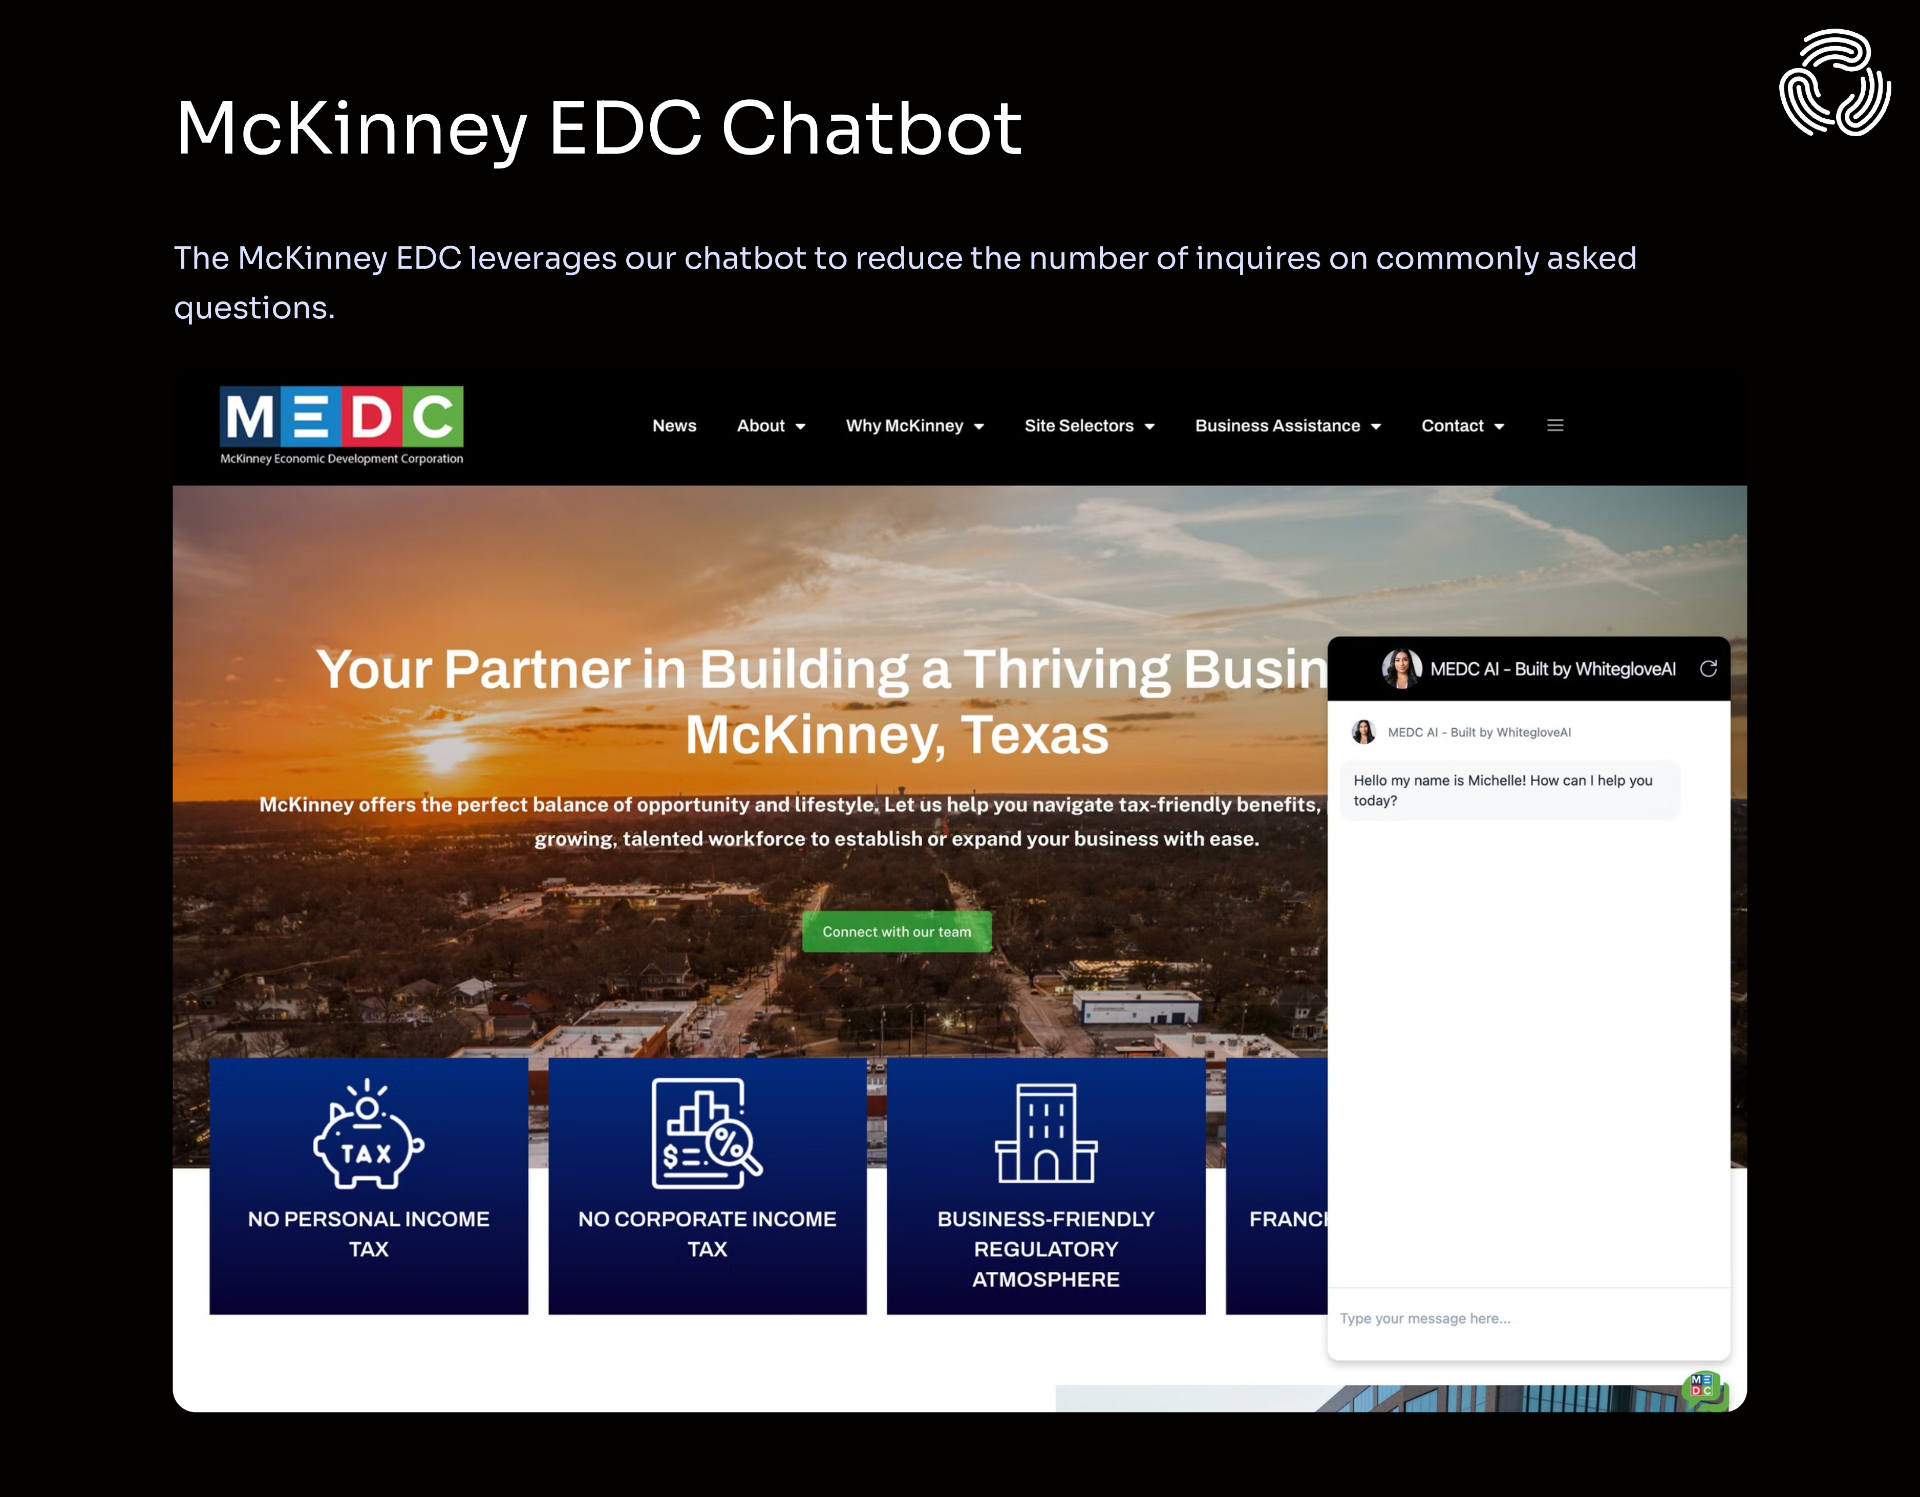 McKinney EDC Chatbot
The McKinney EDC leverages our chatbot to reduce the number of inquires on commonly asked
questions.
MEDC
McKinney Economic Development Corporation
News
About
Why McKinney
Site Selectors
Business Assistance
Contact
Your Partner in Building a Thriving Busin
McKinney, Texas
McKinney offers the perfect balance of opportunity and lifestyle. Let us help you navigate tax-friendly benefits,
growing, talented workforce to establish or expand your business with ease.
Connect with our team
TAX
NO PERSONAL INCOME
TAX
$ %
NO CORPORATE INCOME
TAX
BUSINESS-FRIENDLY
REGULATORY
ATMOSPHERE
FRANC
MEDC AI - Built by WhitegloveAI
MEDC AI - Built by WhitegloveAI
Hello my name is Michelle! How can I help you
today?
Type your message here...
ME
DC